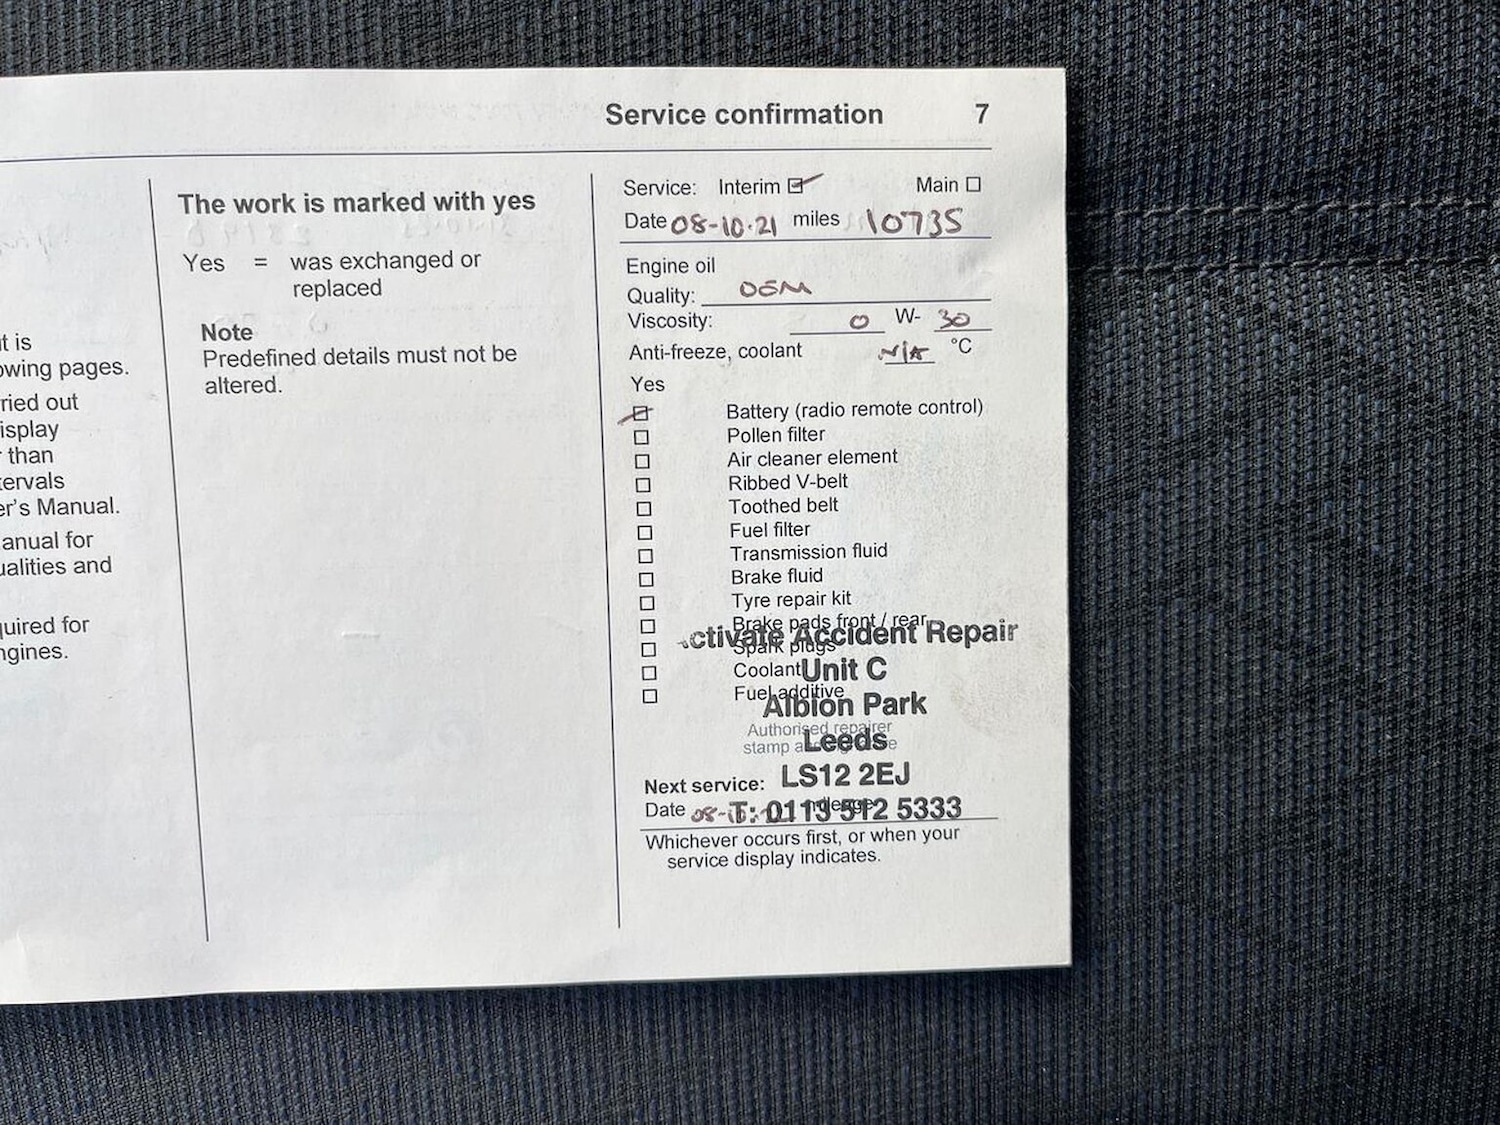 Service confirmation 7
t is
owing pages.
ried out
isplay
than
tervals
er's Manual.
anual for
ualities and
uired for
ngines.
The work is marked with yes
Yes = was exchanged or
replaced
Note
Predefined details must not be
altered.
Service: Interim Main
Date 08-10.21 miles 10735
Engine oil
Quality: OEM
Viscosity: 0 W- 30
Anti-freeze, coolant N/A °C
Yes
Battery (radio remote control)
Pollen filter
Air cleaner element
Ribbed V-belt
Toothed belt
Fuel filter
Transmission fluid
Brake fluid
Tyre repair kit
Brake pads front / rear
ctivate Accident Repair
Spark plugs
Coolant
Unit C
Fuel additive
Albion Park
Authorised repairer
stamp
Leeds
LS12 2EJ
Next service:
Date 08-
T: 0113 512 5333
Whichever occurs first, or when your
service display indicates.